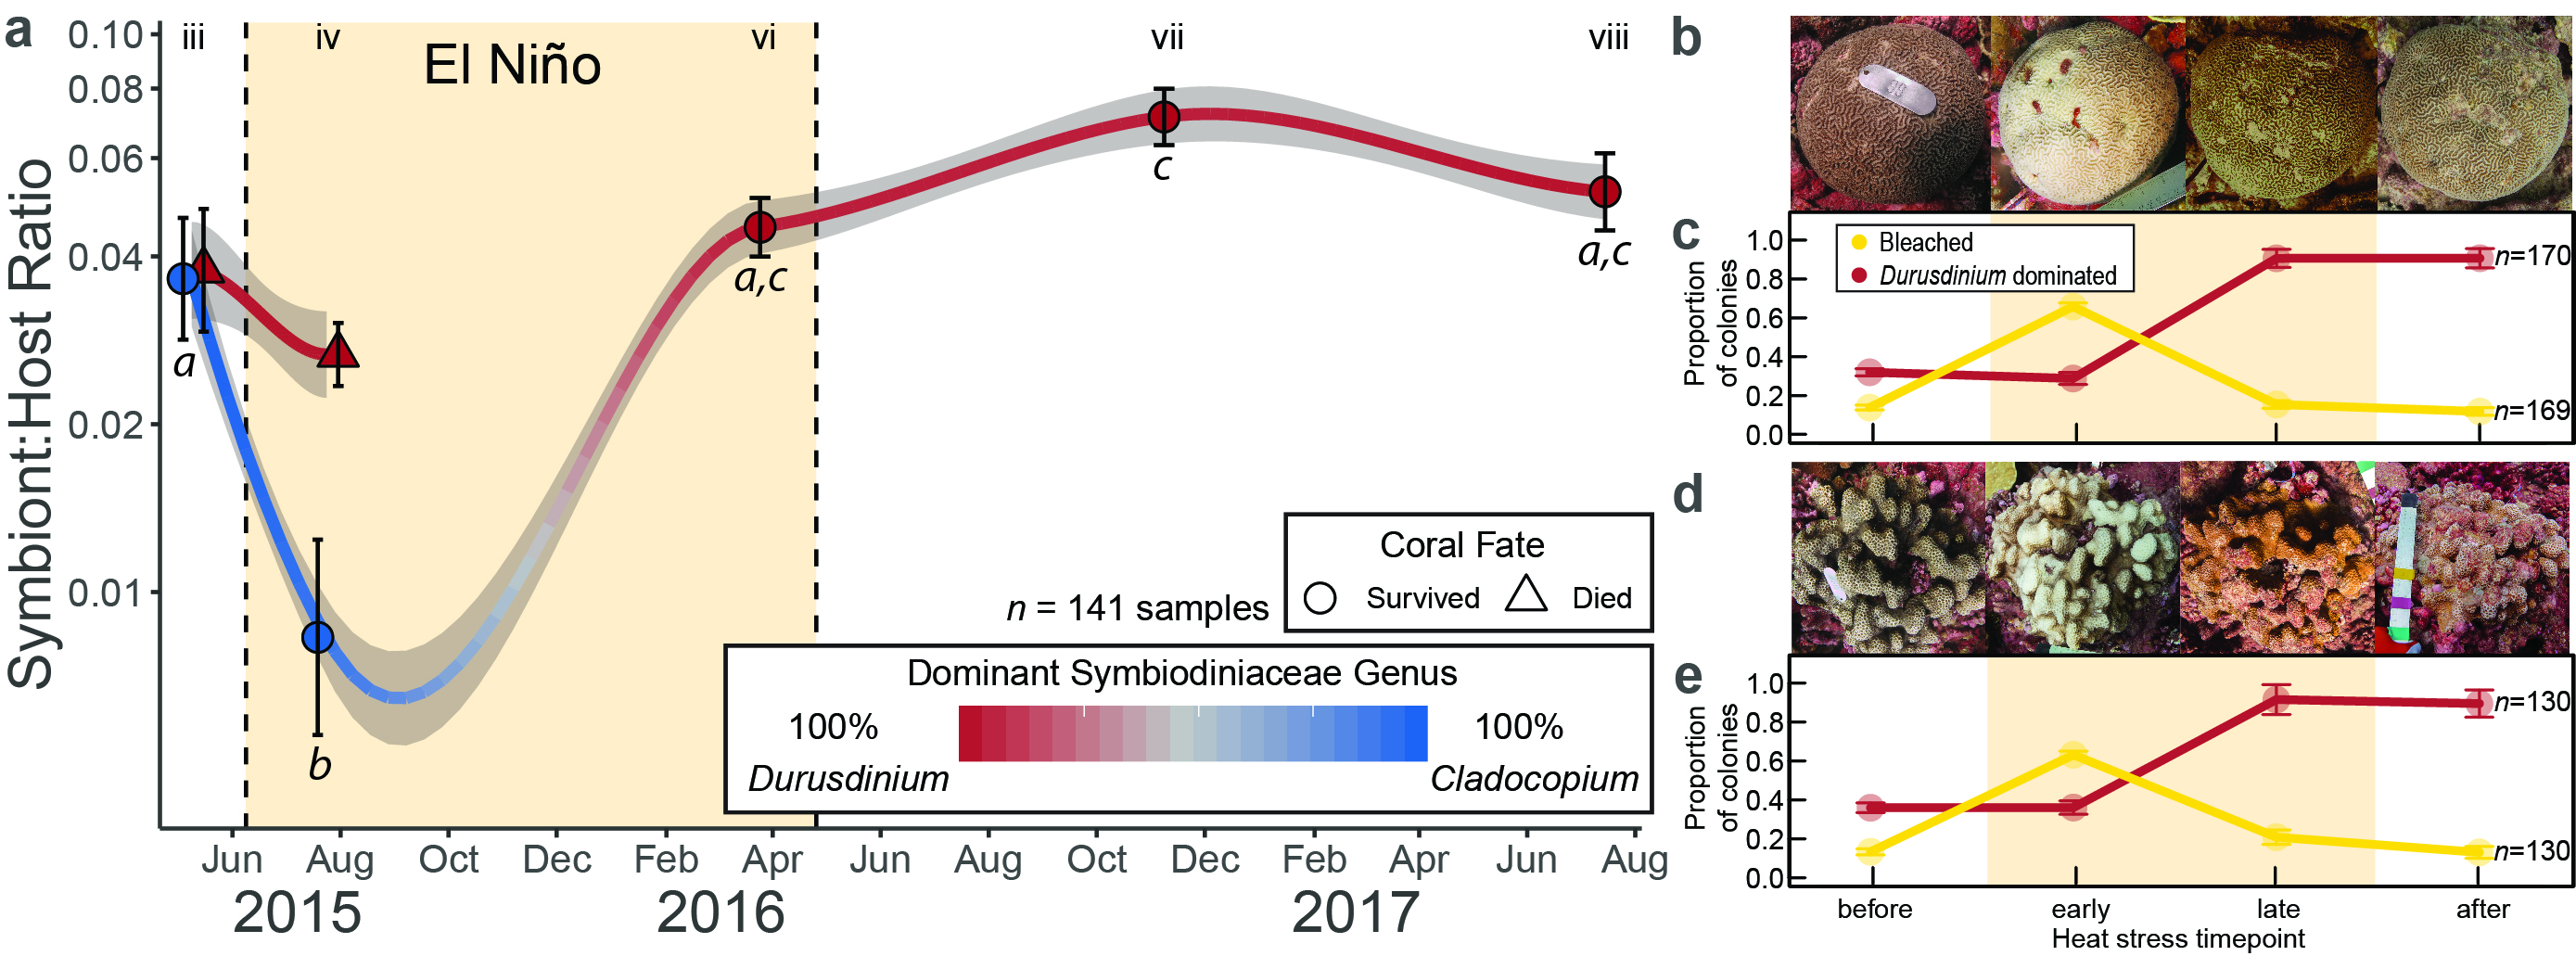 a
Symbiont:Host Ratio
0.10
0.08
0.06
0.04
0.02
0.01
iii
iv
vi
vii
viii
El Niño
a
b
a,c
c
a,c
n = 141 samples
Coral Fate
Survived
Died
Dominant Symbiodiniaceae Genus
100%
Durusdinium
100%
Cladocopium
Jun
Aug
Oct
Dec
Feb
Apr
Jun
Aug
Oct
Dec
Feb
Apr
Jun
Aug
2015
2016
2017
b
c
Proportion
of colonies
1.0
0.8
0.6
0.4
0.2
0.0
Bleached
Durusdinium dominated
n=170
n=169
d
e
Proportion
of colonies
1.0
0.8
0.6
0.4
0.2
0.0
n=130
n=130
before
early
late
after
Heat stress timepoint